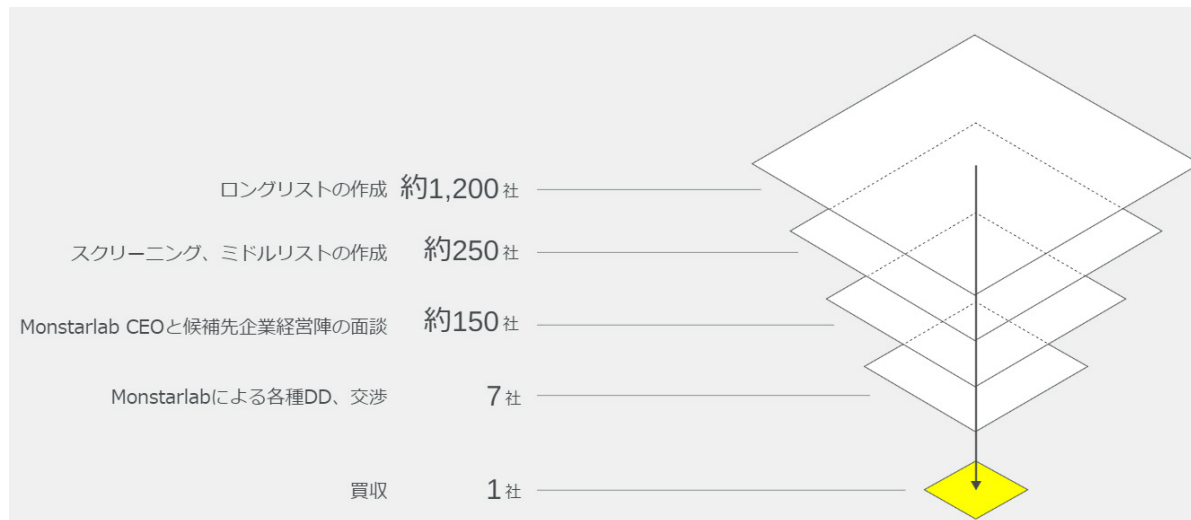 ロングリストの作成 約1,200社
スクリーニング、ミドルリストの作成 約250社
Monstarlab CEOと候補先企業経営陣の面談 約150社
Monstarlabによる各種DD、交渉 7社
買収 1社